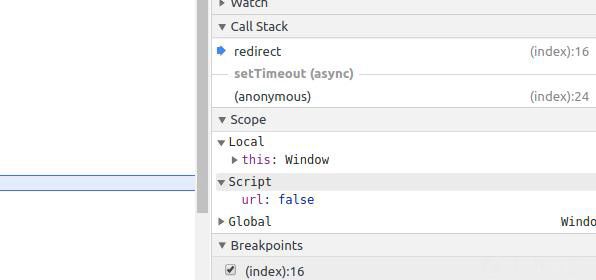 Watch
Call Stack
redirect (index):16
setTimeout (async)
(anonymous) (index):24
Scope
Local
this: Window
Script
url: false
Global Windo
Breakpoints
(index):16